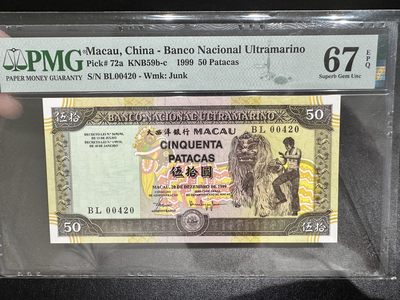 PMG
PAPER MONEY GUARANTY
Macau, China - Banco Nacional Ultramarino
Pick# 72a KNB59b-c 1999 50 Patacas
S/N BL00420 - Wmk: Junk
67 EPQ
Superb Gem Unc
伍拾
BANCO NACIONAL ULTRAMARINO
50
大西洋銀行 MACAU
BL 00420
CINQUENTA
PATACAS
伍拾圓
MACAU, 20 DE DEZEMBRO DE 1999
BL 00420
50
伍拾